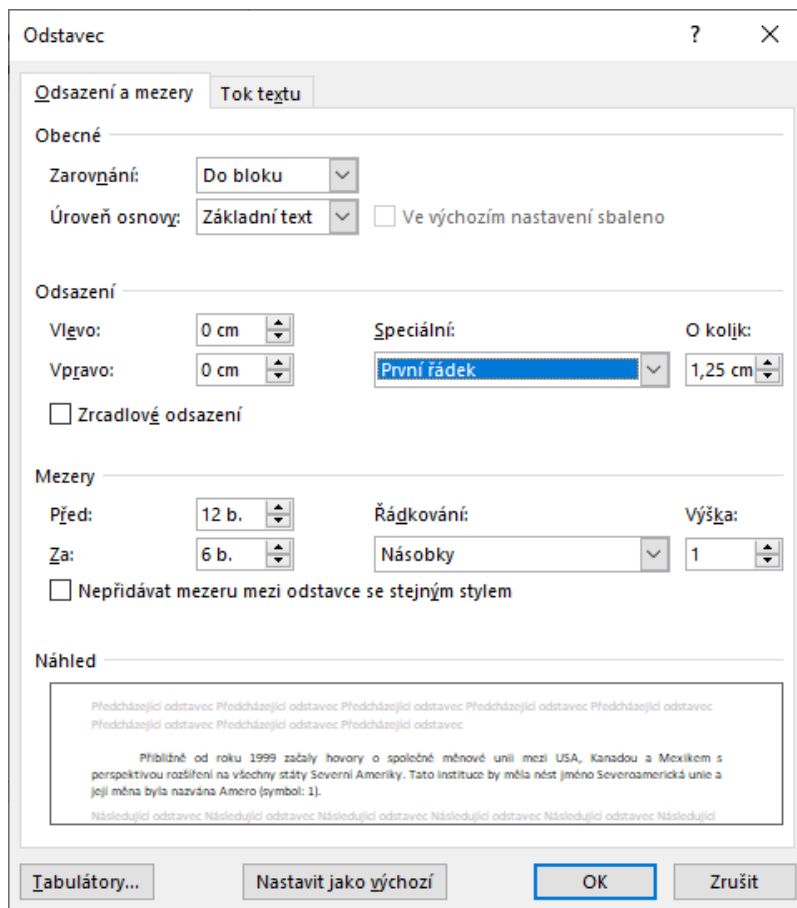 Odstavec ?
Odsazení a mezery Tok textu
Obecné
Zarovnání: Do bloku
Úroveň osnovy: Základní text Ve výchozím nastavení sbaleno
Odsazení
Vlevo: 0 cm Speciální: O kolik:
Vpravo: 0 cm První řádek 1,25 cm
Zrcadlové odsazení
Mezery
Před: 12 b. Řádkování: Výška:
Za: 6 b. Násobky 1
Nepřidávat mezeru mezi odstavce se stejným stylem
Náhled
Předcházející odstavec Předcházející odstavec Předcházející odstavec Předcházející odstavec Předcházející odstavec
Předcházející odstavec Předcházející odstavec Předcházející odstavec
Přibližně od roku 1999 začaly hovory o společné měnové unii mezi USA, Kanadou a Mexikem s
perspektivou rozšíření na všechny státy Severní Ameriky. Tato instituce by měla nést jméno Severoamerická unie a
její měna byla nazvána Amero (symbol: 1).
Následující odstavec Následující odstavec Následující odstavec Následující odstavec Následující odstavec Následující
Tabulátory... Nastavit jako výchozí OK Zrušit